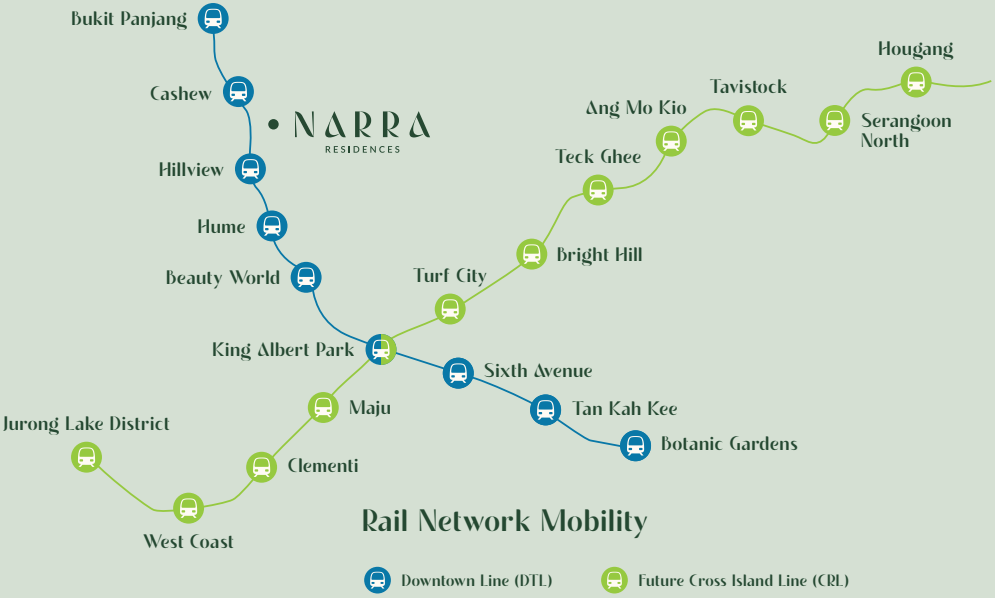 Bukit Panjang
Hougang
Tavistock
Cashew
Ang Mo Kio
NARRA
RESIDENCES
Serangoon
North
Teck Ghee
Hillview
Hume
Bright Hill
Beauty World
Turf City
King Albert Park
Sixth Avenue
Maju
Tan Kah Kee
Jurong Lake District
Botanic Gardens
Clementi
West Coast
Rail Network Mobility
Downtown Line (DTL)
Future Cross Island Line (CRL)